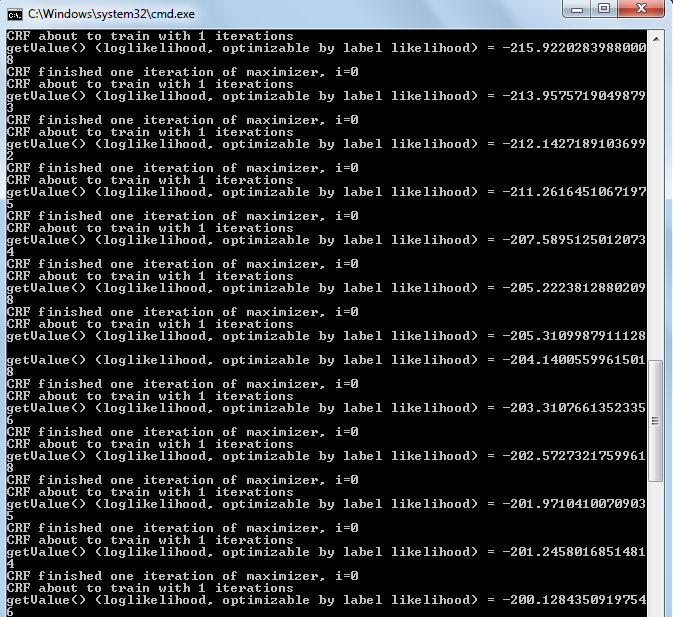 C:\Windows\system32\cmd.exe
CRF about to train with 1 iterations
getValue() (loglikelihood, optimizable by label likelihood) = -215.9220283988000
8
CRF finished one iteration of maximizer, i=0
CRF about to train with 1 iterations
getValue() (loglikelihood, optimizable by label likelihood) = -213.9575719049879
3
CRF finished one iteration of maximizer, i=0
CRF about to train with 1 iterations
getValue() (loglikelihood, optimizable by label likelihood) = -212.1427189103699
2
CRF finished one iteration of maximizer, i=0
CRF about to train with 1 iterations
getValue() (loglikelihood, optimizable by label likelihood) = -211.2616451067197
5
CRF finished one iteration of maximizer, i=0
CRF about to train with 1 iterations
getValue() (loglikelihood, optimizable by label likelihood) = -207.5895125012073
4
CRF finished one iteration of maximizer, i=0
CRF about to train with 1 iterations
getValue() (loglikelihood, optimizable by label likelihood) = -205.2223812880209
8
CRF finished one iteration of maximizer, i=0
CRF about to train with 1 iterations
getValue() (loglikelihood, optimizable by label likelihood) = -205.3109987911128
getValue() (loglikelihood, optimizable by label likelihood) = -204.1400559961501
8
CRF finished one iteration of maximizer, i=0
CRF about to train with 1 iterations
getValue() (loglikelihood, optimizable by label likelihood) = -203.3107661352335
6
CRF finished one iteration of maximizer, i=0
CRF about to train with 1 iterations
getValue() (loglikelihood, optimizable by label likelihood) = -202.5727321759961
8
CRF finished one iteration of maximizer, i=0
CRF about to train with 1 iterations
getValue() (loglikelihood, optimizable by label likelihood) = -201.9710410070903
5
CRF finished one iteration of maximizer, i=0
CRF about to train with 1 iterations
getValue() (loglikelihood, optimizable by label likelihood) = -201.2458016851481
4
CRF finished one iteration of maximizer, i=0
CRF about to train with 1 iterations
getValue() (loglikelihood, optimizable by label likelihood) = -200.1284350919754
6